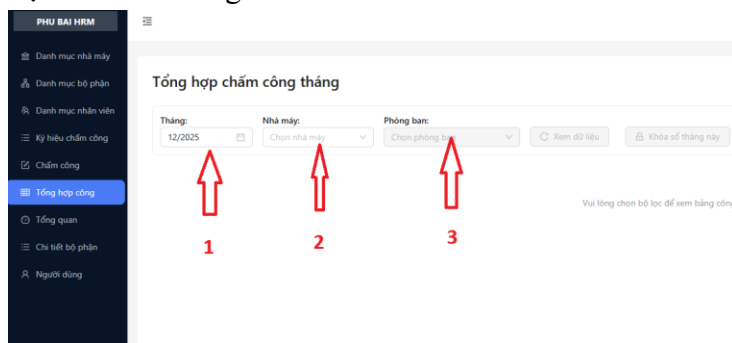 PHU BAI HRM
Danh mục nhà máy
Danh mục bộ phận
Danh mục nhân viên
Ký hiệu chấm công
Chấm công
Tổng hợp công
Tổng quan
Chi tiết bộ phận
Người dùng
Tổng hợp chấm công tháng
Tháng: Nhà máy: Phòng ban:
12/2025 Chọn nhà máy Chọn phòng ban Xem dữ liệu Khóa sổ tháng này
Vui lòng chọn bộ lọc để xem bảng công
1 2 3